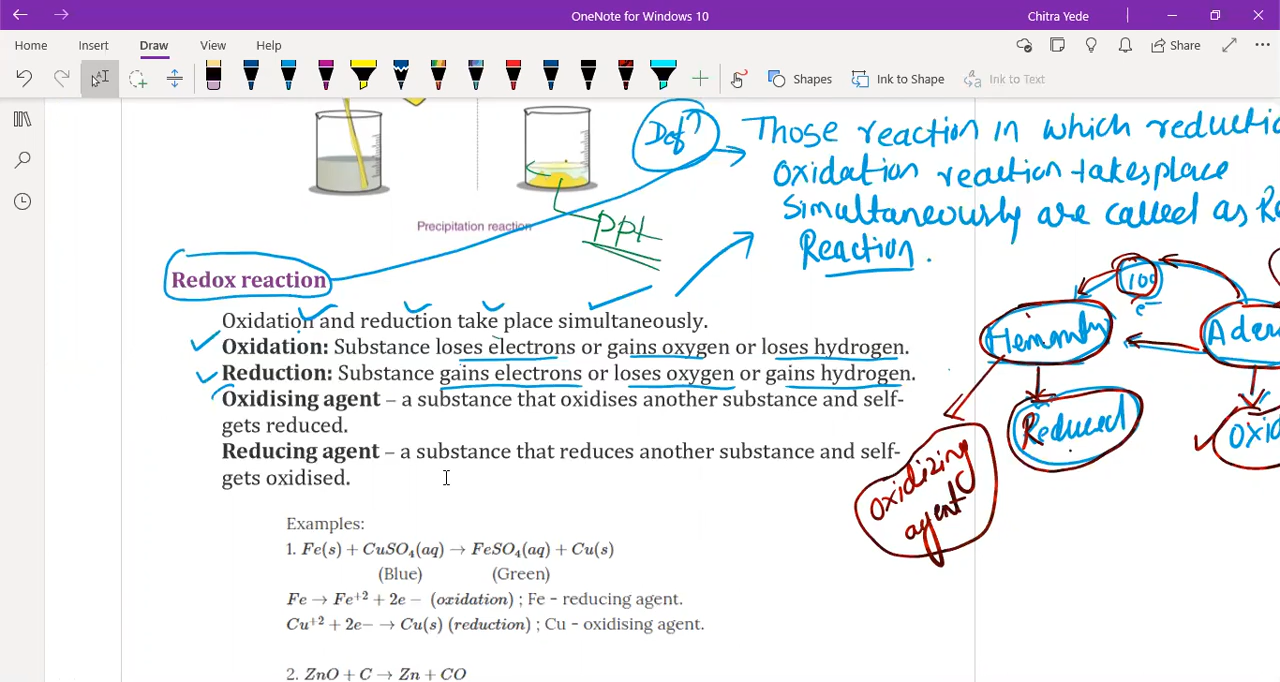 OneNote for Windows 10
Chitra Yede
Home Insert Draw View Help
Share
Shapes
Ink to Shape
Ink to Text
Precipitation reaction
ppt
Defⁿ
Those reaction in which reductio
Oxidation reaction takes place
Simultaneously are called as Re
Reaction.
Redox reaction
Oxidation and reduction take place simultaneously.
Oxidation: Substance loses electrons or gains oxygen or loses hydrogen.
Reduction: Substance gains electrons or loses oxygen or gains hydrogen.
Oxidising agent – a substance that oxidises another substance and self-
gets reduced.
Reducing agent – a substance that reduces another substance and self-
gets oxidised.
100
e⁻
Reduced
Oxid
Oxidizing
agent
Examples:
1. Fe(s) + CuSO₄(aq) → FeSO₄(aq) + Cu(s)
(Blue) (Green)
Fe → Fe⁺² + 2e − (oxidation) ; Fe - reducing agent.
Cu⁺² + 2e− → Cu(s) (reduction) ; Cu - oxidising agent.
2. ZnO + C → Zn + CO